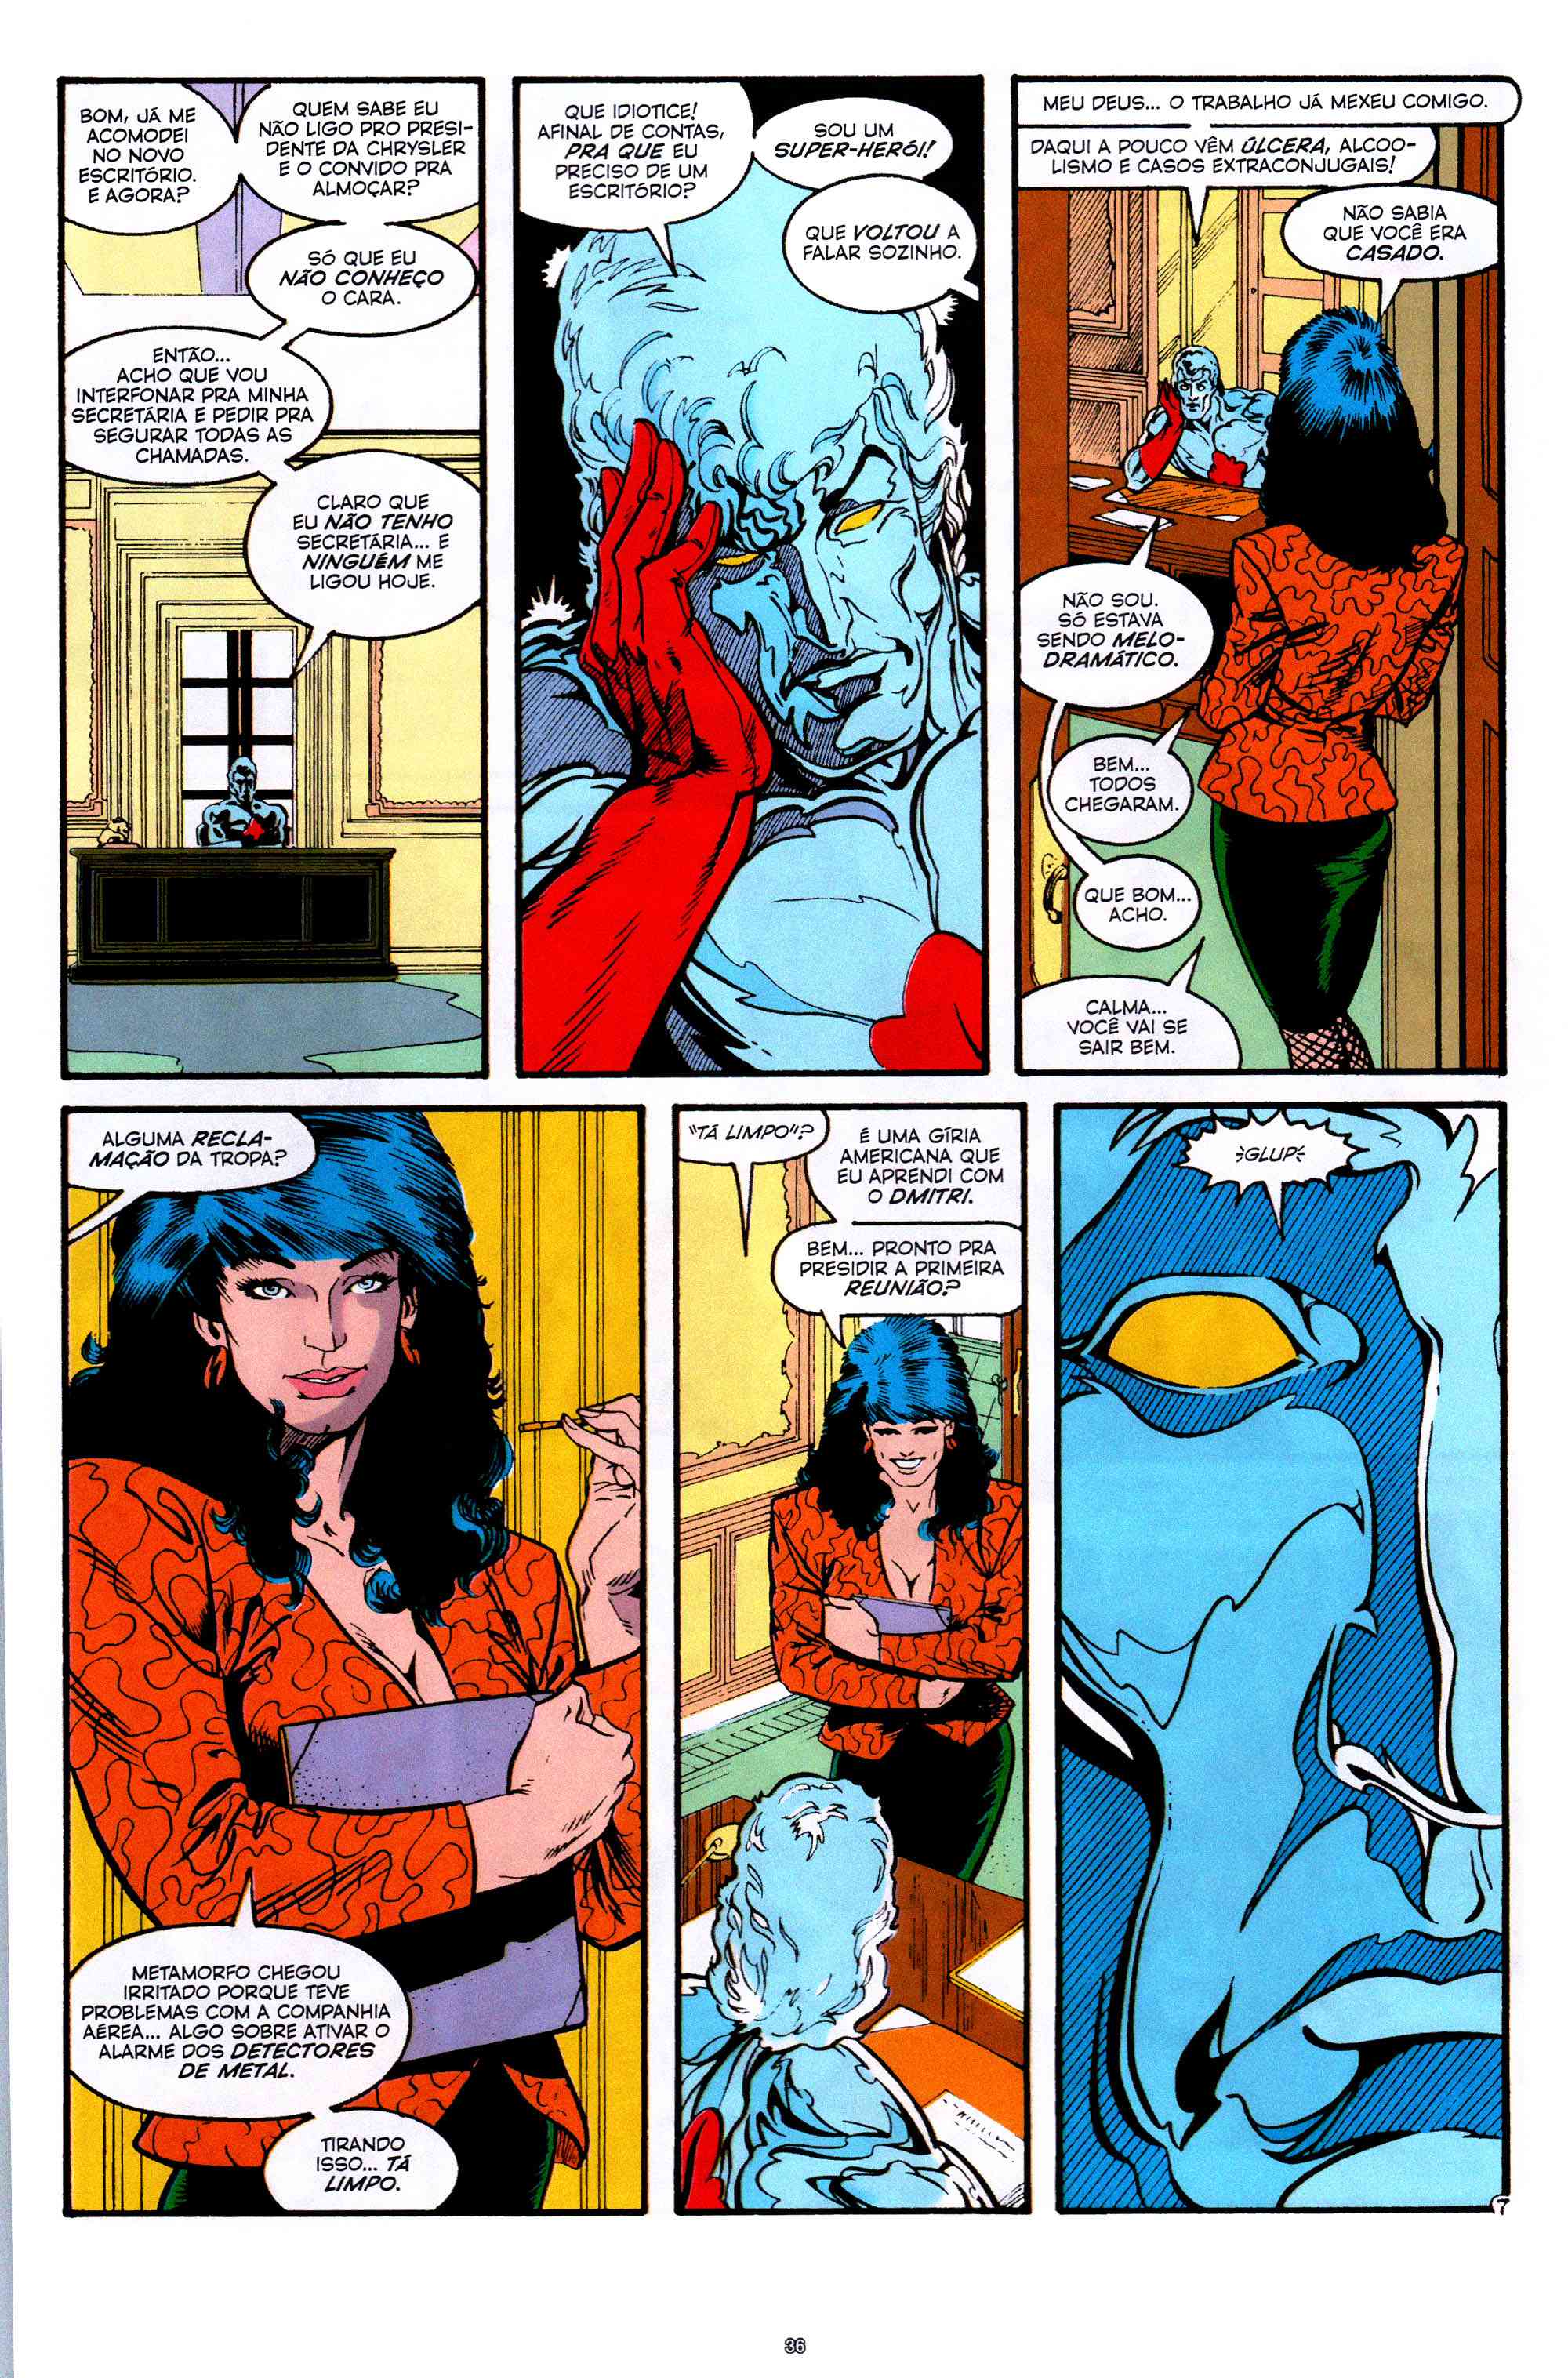 BOM, JÁ ME
ACOMODEI
NO NOVO
ESCRITÓRIO.
E AGORA?
QUEM SABE EU
NÃO LIGO PRO PRESI-
DENTE DA CHRYSLER
E O CONVIDO PRA
ALMOÇAR?
SÓ QUE EU
NÃO CONHEÇO
O CARA.
ENTÃO...
ACHO QUE VOU
INTERFONAR PRA MINHA
SECRETÁRIA E PEDIR PRA
SEGURAR TODAS AS
CHAMADAS.
CLARO QUE
EU NÃO TENHO
SECRETÁRIA... E
NINGUÉM ME
LIGOU HOJE.
QUE IDIOTICE!
AFINAL DE CONTAS,
PRA QUE EU
PRECISO DE UM
ESCRITÓRIO?
SOU UM
SUPER-HERÓI!
QUE VOLTOU A
FALAR SOZINHO.
MEU DEUS... O TRABALHO JÁ MEXEU COMIGO.
DAQUI A POUCO VÊM ÚLCERA, ALCOO-
LISMO E CASOS EXTRACONJUGAIS!
NÃO SABIA
QUE VOCÊ ERA
CASADO.
NÃO SOU.
SÓ ESTAVA
SENDO MELO-
DRAMÁTICO.
BEM...
TODOS
CHEGARAM.
QUE BOM...
ACHO.
CALMA...
VOCÊ VAI SE
SAIR BEM.
ALGUMA RECLA-
MAÇÃO DA TROPA?
METAMORFO CHEGOU
IRRITADO PORQUE TEVE
PROBLEMAS COM A COMPANHIA
AÉREA... ALGO SOBRE ATIVAR O
ALARME DOS DETECTORES
DE METAL.
TIRANDO
ISSO... TÁ
LIMPO.
"TÁ LIMPO"?
É UMA GÍRIA
AMERICANA QUE
EU APRENDI COM
O DMITRI.
BEM... PRONTO PRA
PRESIDIR A PRIMEIRA
REUNIÃO?
GLUP
7
36